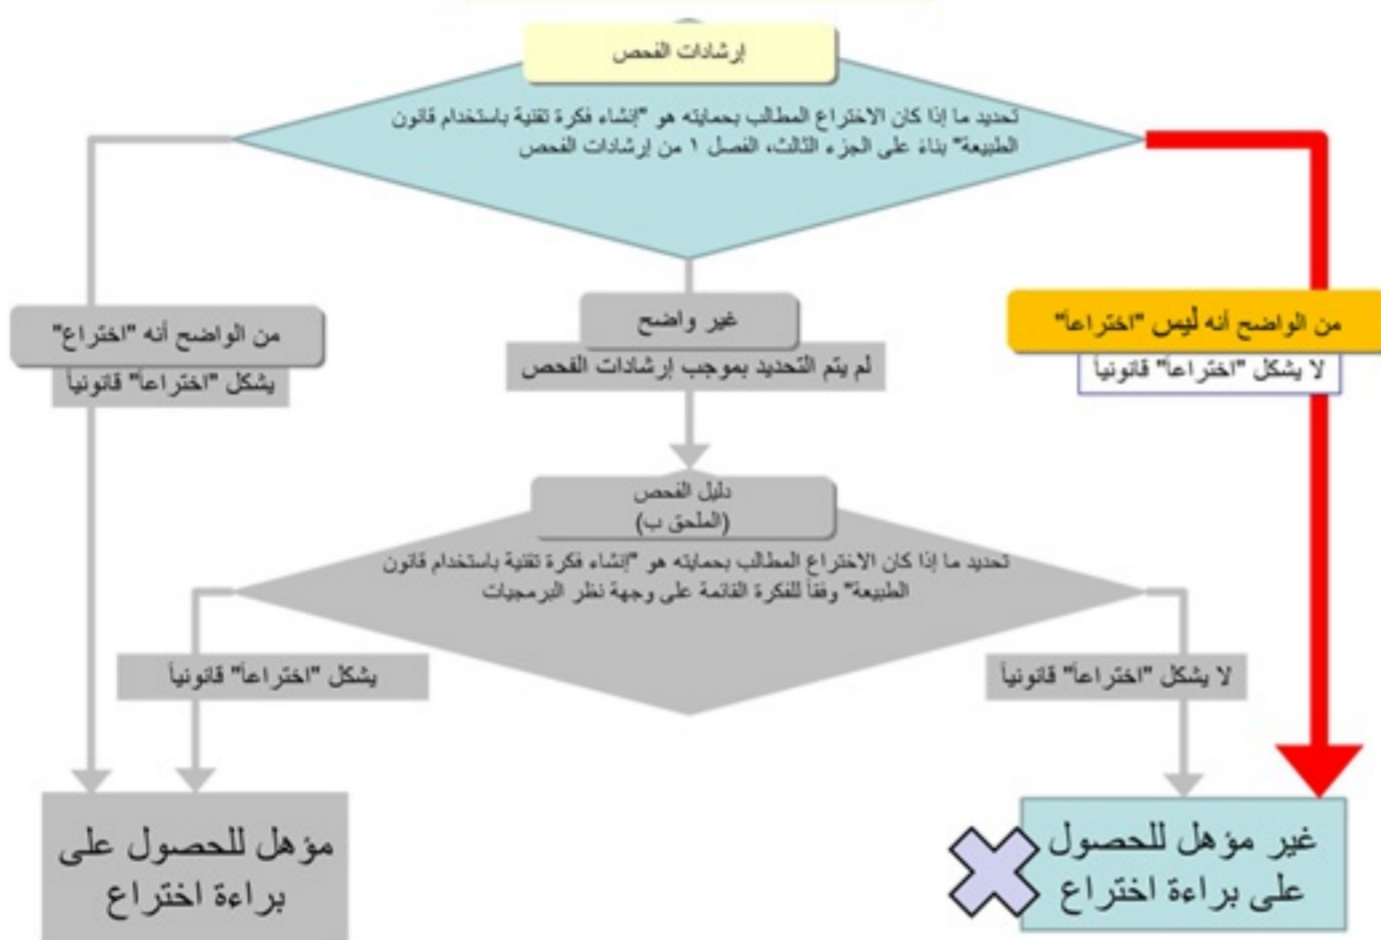 إرشادات الفحص
تحديد ما إذا كان الاختراع المطالب بحمايته هو "إنشاء فكرة تقنية باستخدام قانون
الطبيعة" بناءً على الجزء الثالث، الفصل ١ من إرشادات الفحص
من الواضح أنه ليس "اختراعاً"
لا يشكل "اختراعاً" قانونياً
غير واضح
لم يتم التحديد بموجب إرشادات الفحص
من الواضح أنه "اختراع"
يشكل "اختراعاً" قانونياً
دليل الفحص
(الملحق ب)
تحديد ما إذا كان الاختراع المطالب بحمايته هو "إنشاء فكرة تقنية باستخدام قانون
الطبيعة" وفقاً للفكرة القائمة على وجهة نظر البرمجيات
لا يشكل "اختراعاً" قانونياً
يشكل "اختراعاً" قانونياً
غير مؤهل للحصول
على براءة اختراع
مؤهل للحصول على
براءة اختراع